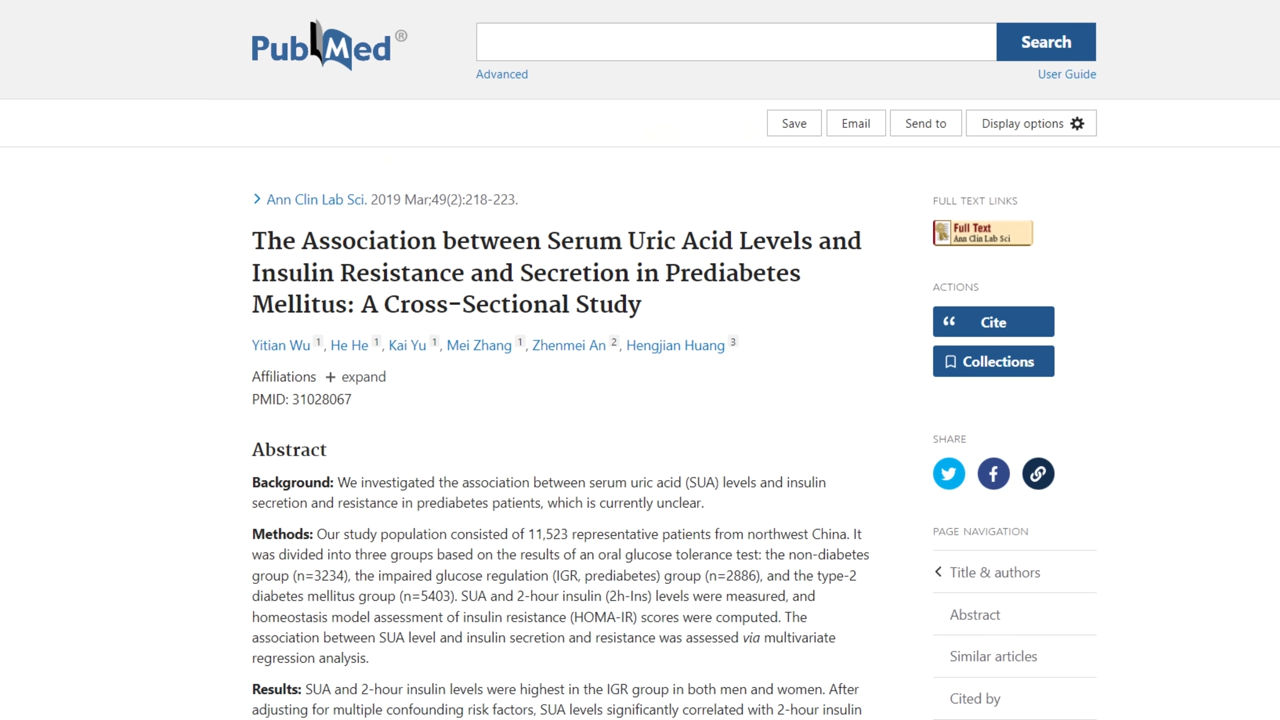 PubMed®
Search
Advanced
User Guide
Save
Email
Send to
Display options
Ann Clin Lab Sci. 2019 Mar;49(2):218-223.
The Association between Serum Uric Acid Levels and
Insulin Resistance and Secretion in Prediabetes
Mellitus: A Cross-Sectional Study
Yitian Wu 1, He He 1, Kai Yu 1, Mei Zhang 1, Zhenmei An 2, Hengjian Huang 3
Affiliations + expand
PMID: 31028067
Abstract
Background: We investigated the association between serum uric acid (SUA) levels and insulin
secretion and resistance in prediabetes patients, which is currently unclear.
Methods: Our study population consisted of 11,523 representative patients from northwest China. It
was divided into three groups based on the results of an oral glucose tolerance test: the non-diabetes
group (n=3234), the impaired glucose regulation (IGR, prediabetes) group (n=2886), and the type-2
diabetes mellitus group (n=5403). SUA and 2-hour insulin (2h-Ins) levels were measured, and
homeostasis model assessment of insulin resistance (HOMA-IR) scores were computed. The
association between SUA level and insulin secretion and resistance was assessed via multivariate
regression analysis.
Results: SUA and 2-hour insulin levels were highest in the IGR group in both men and women. After
adjusting for multiple confounding risk factors, SUA levels significantly correlated with 2-hour insulin
FULL TEXT LINKS
Full Text
Ann Clin Lab Sci
ACTIONS
Cite
Collections
SHARE
PAGE NAVIGATION
Title & authors
Abstract
Similar articles
Cited by